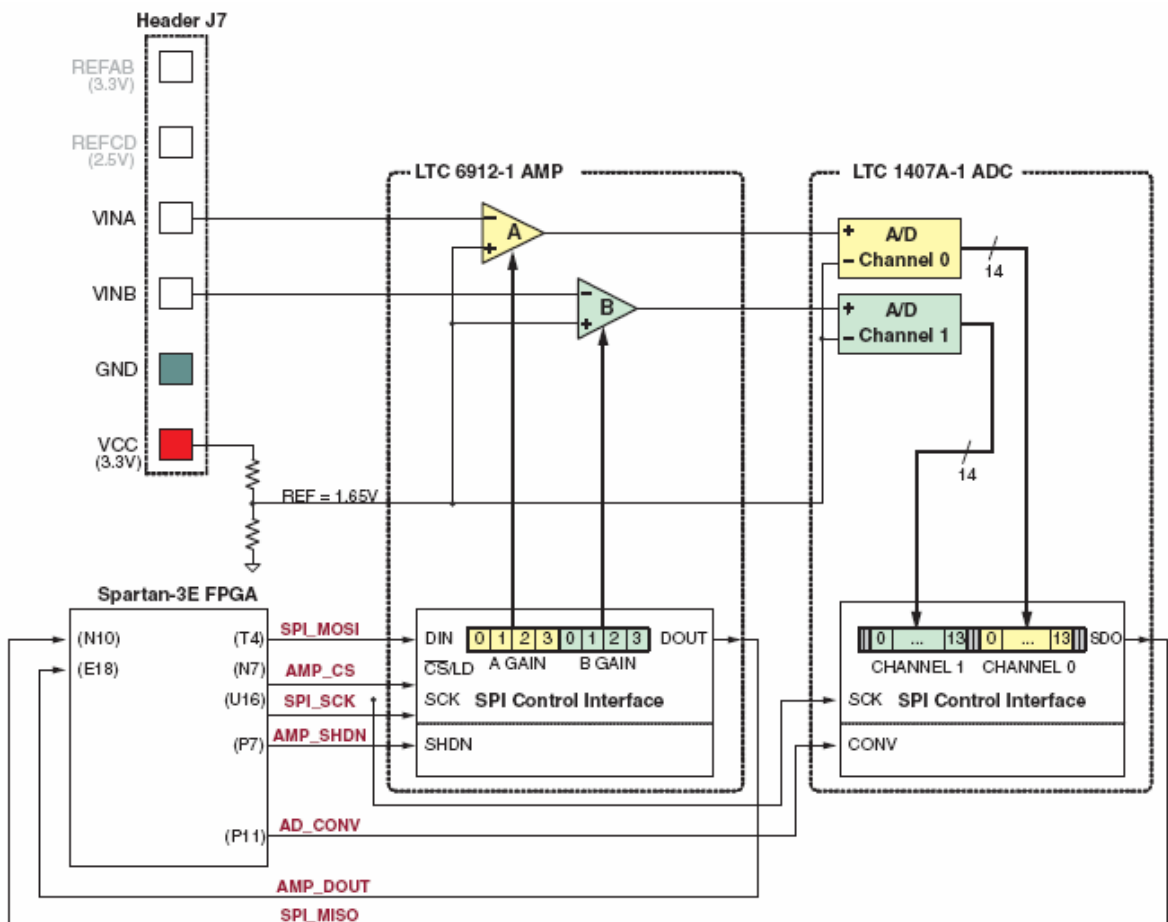 Header J7
REFAB
(3.3V)
REFCD
(2.5V)
VINA
VINB
GND
VCC
(3.3V)
REF = 1.65V
LTC 6912-1 AMP
A
B
LTC 1407A-1 ADC
+ A/D
- Channel 0
14
+ A/D
- Channel 1
14
Spartan-3E FPGA
(N10)
(E18)
(T4)
(N7)
(U16)
(P7)
(P11)
SPI_MOSI
AMP_CS
SPI_SCK
AMP_SHDN
AD_CONV
AMP_DOUT
SPI_MISO
DIN 0 1 2 3 0 1 2 3 DOUT
A GAIN B GAIN
CS/LD
SCK SPI Control Interface
SHDN
0 ... 13 0 ... 13 SDO
CHANNEL 1 CHANNEL 0
SCK SPI Control Interface
CONV